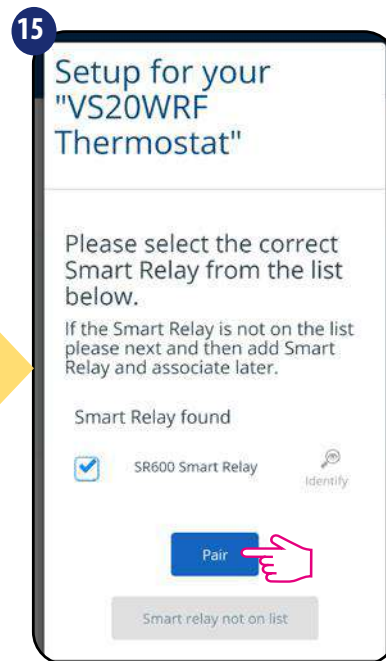 15
Setup for your
"VS20WRF
Thermostat"
Please select the correct
Smart Relay from the list
below.
If the Smart Relay is not on the list
please next and then add Smart
Relay and associate later.
Smart Relay found
SR600 Smart Relay
Identify
Pair
Smart relay not on list